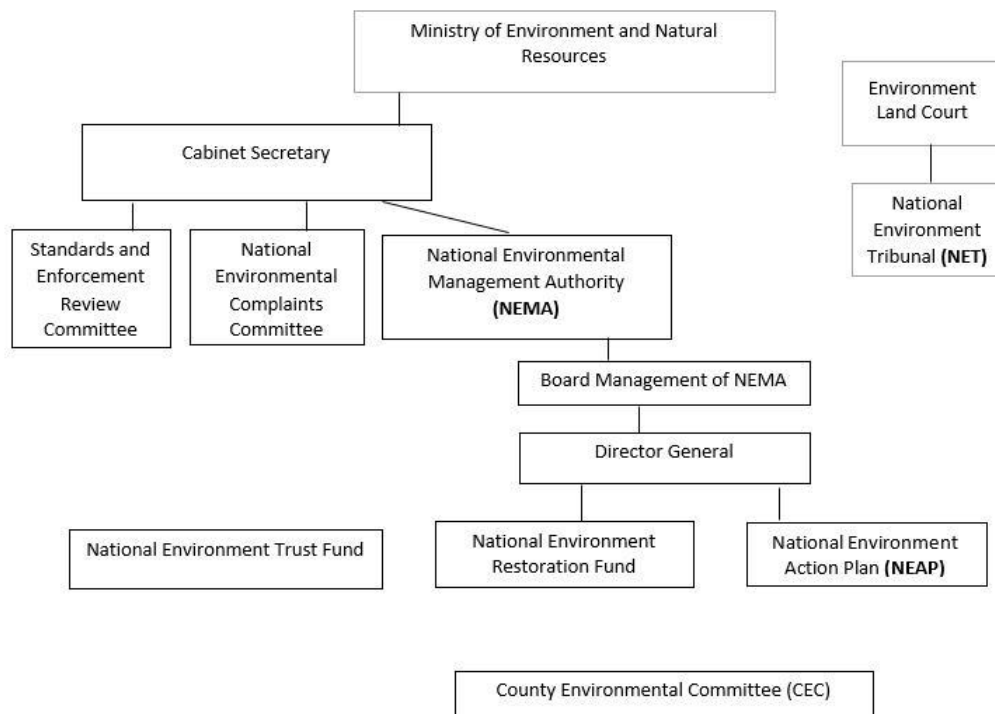 Ministry of Environment and Natural
Resources
Environment
Land Court
Cabinet Secretary
National
Environment
Tribunal (NET)
Standards and
Enforcement
Review
Committee
National
Environmental
Complaints
Committee
National Environmental
Management Authority
(NEMA)
Board Management of NEMA
Director General
National Environment Trust Fund
National Environment
Restoration Fund
National Environment
Action Plan (NEAP)
County Environmental Committee (CEC)